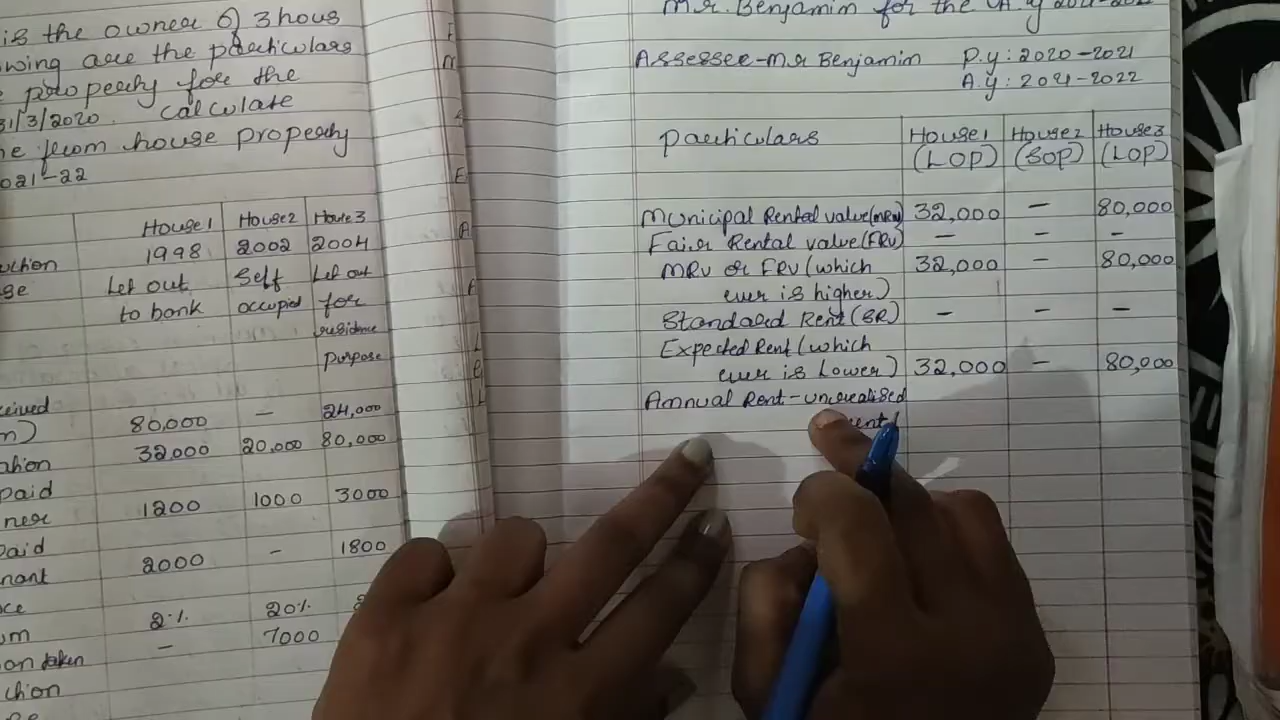 is the owner of 3 hous
wing are the particulars
propeerty for the
31/3/2020. Calculate
from house property
021-22
House1 House2 House3
uction 1998 2002 2004
Let out Self Let out
to bank occupied for
residence
purpose
ceived 80,000 - 24,000
ation 32,000 20,000 80,000
paid 1200 1000 3000
ner
paid 2000 - 1800
nant
2% 20%
um - 7000
on taken
ction
Mr. Benjamin for the
Assessee-Mr Benjamin P.y: 2020-2021
A.y: 2021-2022
Particulars House1 House2 House3
(LOP) (SOP) (LOP)
Municipal Rental value(MRV) 32,000 - 80,000
Fair Rental value(FRV) - - -
MRV or FRV (which 32,000 - 80,000
ever is higher)
Standard Rent (SR) - - -
Expected Rent (which
ever is Lower) 32,000 - 80,000
Annual Rent-unrealised
rent